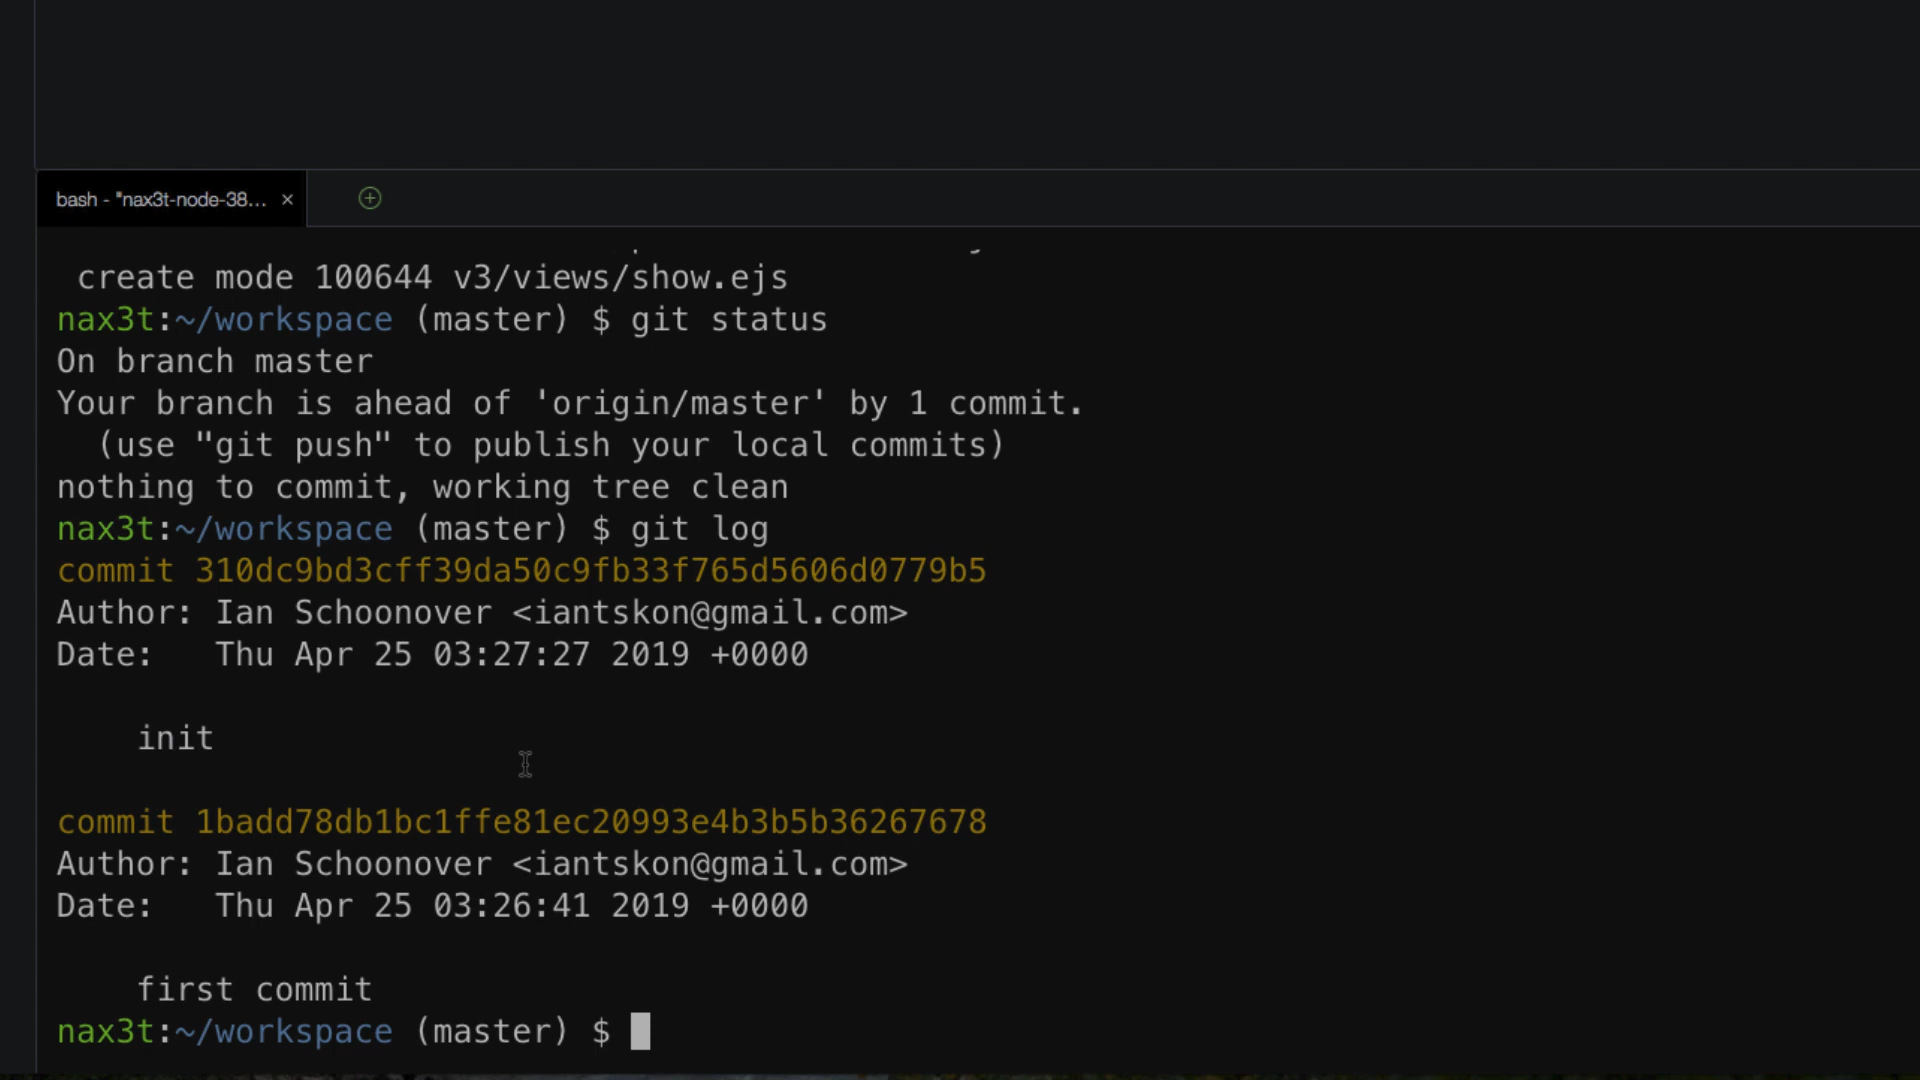 bash - "nax3t-node-38...
create mode 100644 v3/views/show.ejs
nax3t:~/workspace (master) $ git status
On branch master
Your branch is ahead of 'origin/master' by 1 commit.
(use "git push" to publish your local commits)
nothing to commit, working tree clean
nax3t:~/workspace (master) $ git log
commit 310dc9bd3cff39da50c9fb33f765d5606d0779b5
Author: Ian Schoonover <iantskon@gmail.com>
Date:   Thu Apr 25 03:27:27 2019 +0000
init
commit 1badd78db1bc1ffe81ec20993e4b3b5b36267678
Author: Ian Schoonover <iantskon@gmail.com>
Date:   Thu Apr 25 03:26:41 2019 +0000
first commit
nax3t:~/workspace (master) $